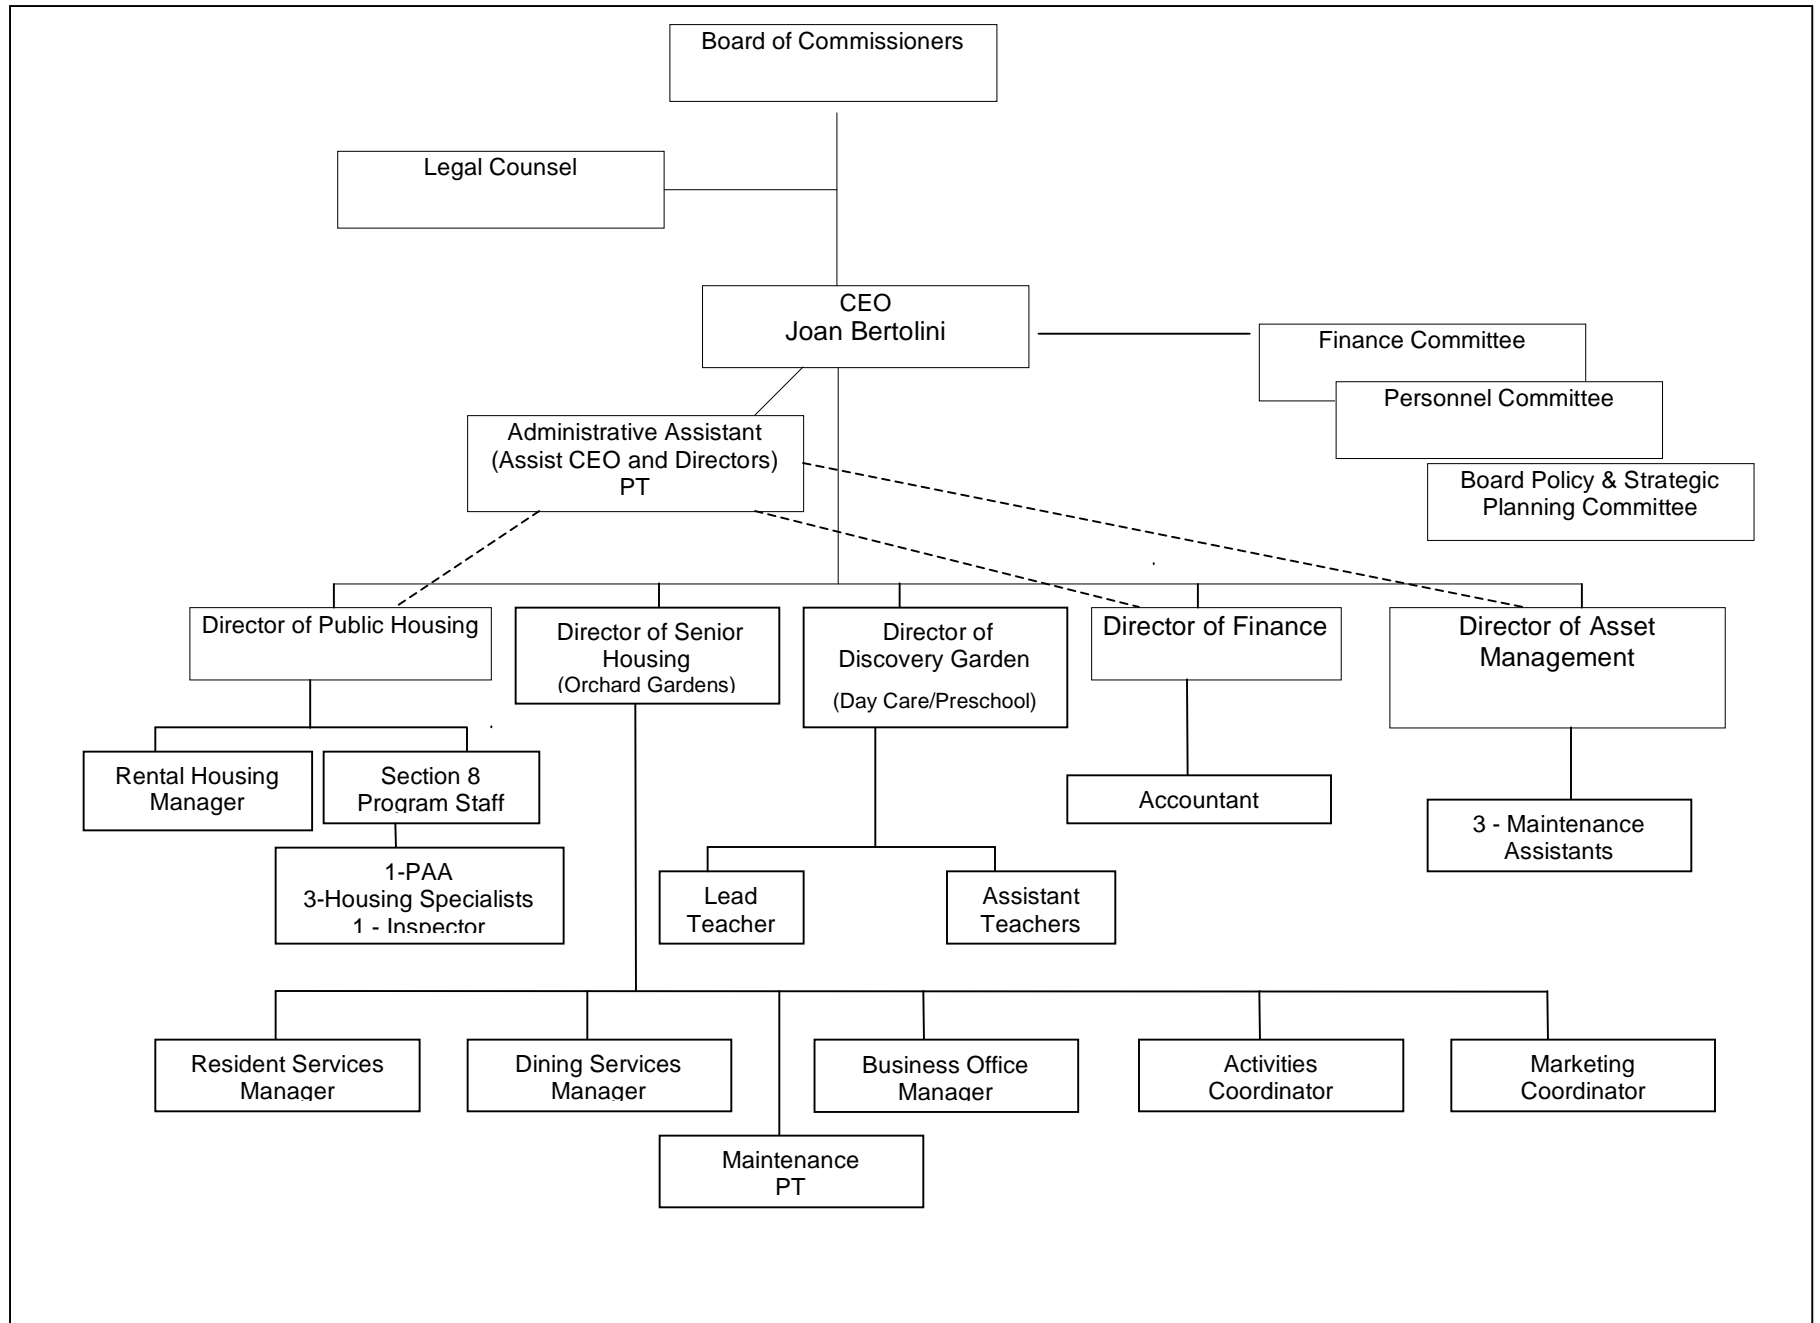 Board of Commissioners
Legal Counsel
CEO
Joan Bertolini
Finance Committee
Personnel Committee
Board Policy & Strategic
Planning Committee
Administrative Assistant
(Assist CEO and Directors)
PT
Director of Public Housing
Director of Senior
Housing
(Orchard Gardens)
Director of
Discovery Garden
(Day Care/Preschool)
Director of Finance
Director of Asset
Management
Rental Housing
Manager
Section 8
Program Staff
Accountant
3 - Maintenance
Assistants
1-PAA
3-Housing Specialists
1 - Inspector
Lead
Teacher
Assistant
Teachers
Resident Services
Manager
Dining Services
Manager
Business Office
Manager
Activities
Coordinator
Marketing
Coordinator
Maintenance
PT